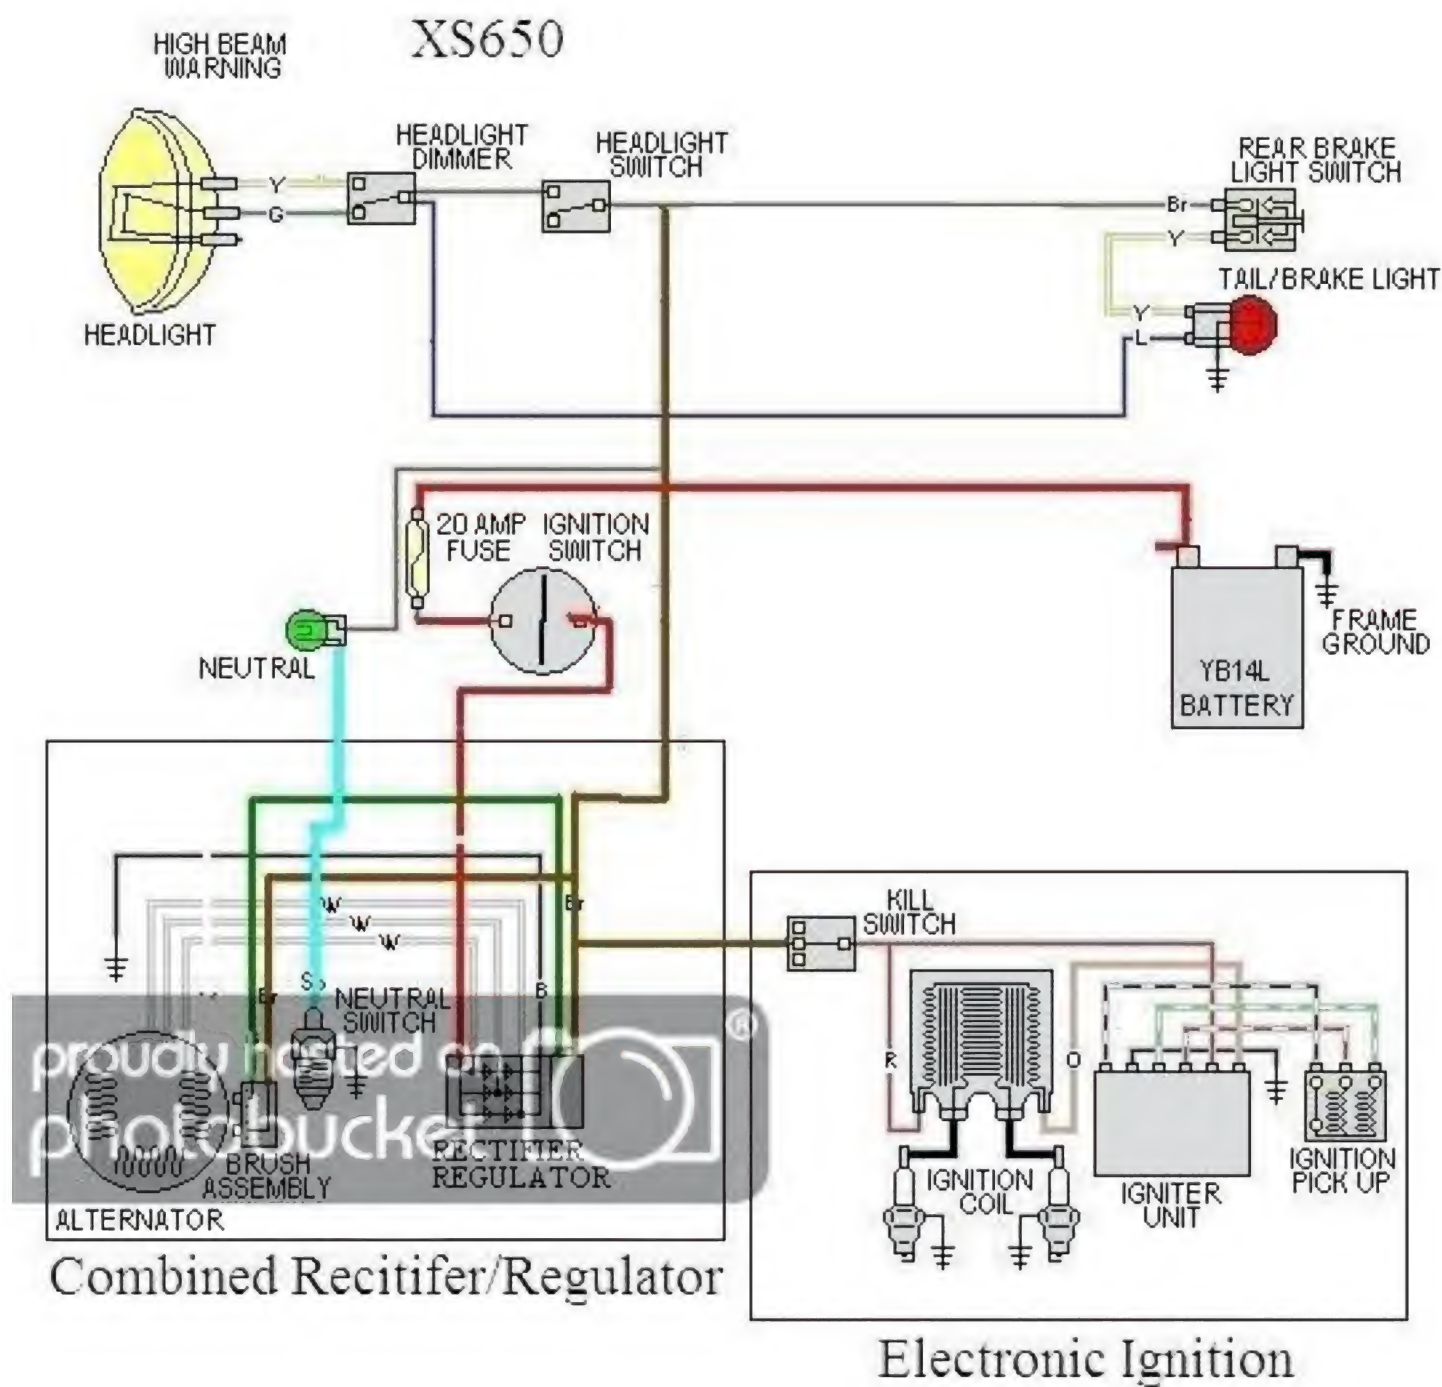 XS650
HIGH BEAM
WARNING
HEADLIGHT
DIMMER
HEADLIGHT
SWITCH
REAR BRAKE
LIGHT SWITCH
Y
G
Br
Y
TAIL/BRAKE LIGHT
Y
L
HEADLIGHT
20 AMP
FUSE
IGNITION
SWITCH
FRAME
GROUND
NEUTRAL
YB14L
BATTERY
W
W
W
Br
KILL
SWITCH
Br
B
NEUTRAL
SWITCH
proudly hosted on
photobucket
®
R
O
RECTIFIER
REGULATOR
BRUSH
ASSEMBLY
ALTERNATOR
IGNITION
COIL
IGNITER
UNIT
IGNITION
PICK UP
Combined Recitifer/Regulator
Electronic Ignition